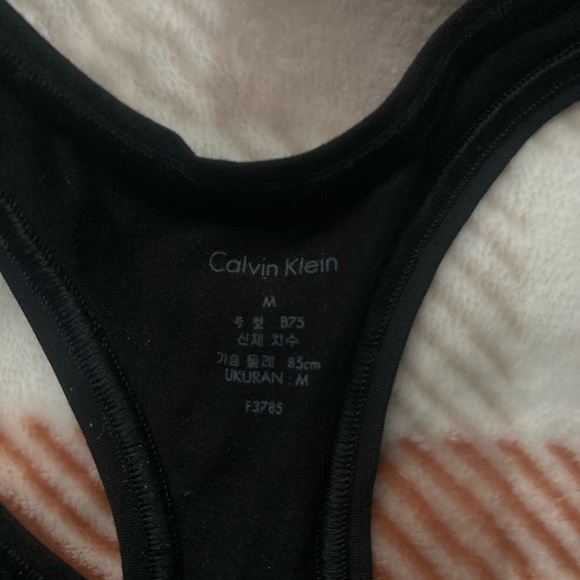 Calvin Klein
M
호 칭 B75
신체 치수
가슴 둘레 85cm
UKURAN : M
F3785